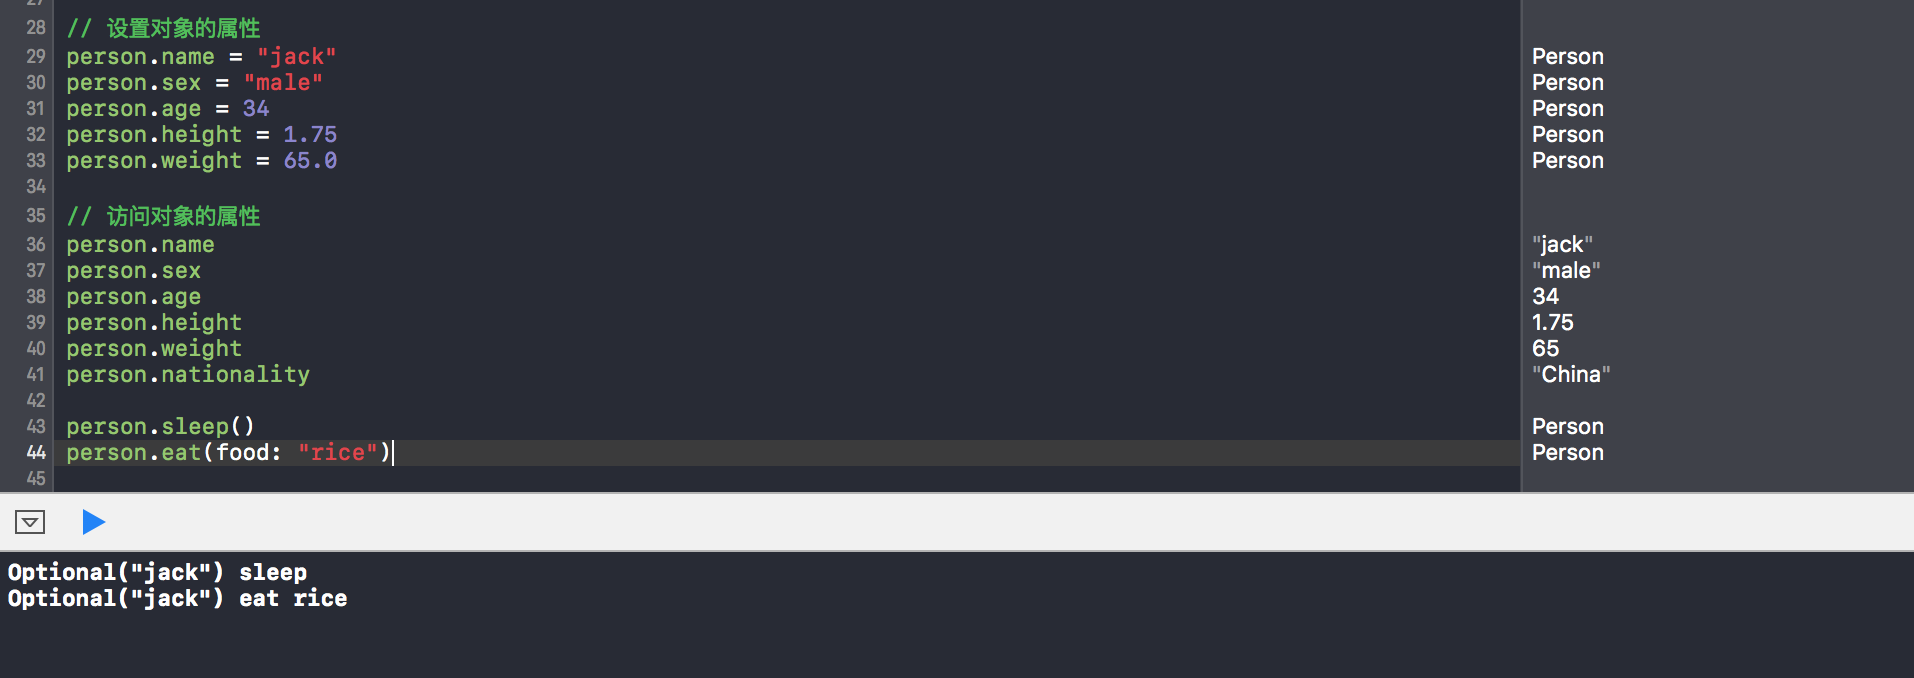 28 // 设置对象的属性
29 person.name = "jack" Person
30 person.sex = "male" Person
31 person.age = 34 Person
32 person.height = 1.75 Person
33 person.weight = 65.0 Person
34
35 // 访问对象的属性
36 person.name "jack"
37 person.sex "male"
38 person.age 34
39 person.height 1.75
40 person.weight 65
41 person.nationality "China"
42
43 person.sleep() Person
44 person.eat(food: "rice") Person
45
Optional("jack") sleep
Optional("jack") eat rice